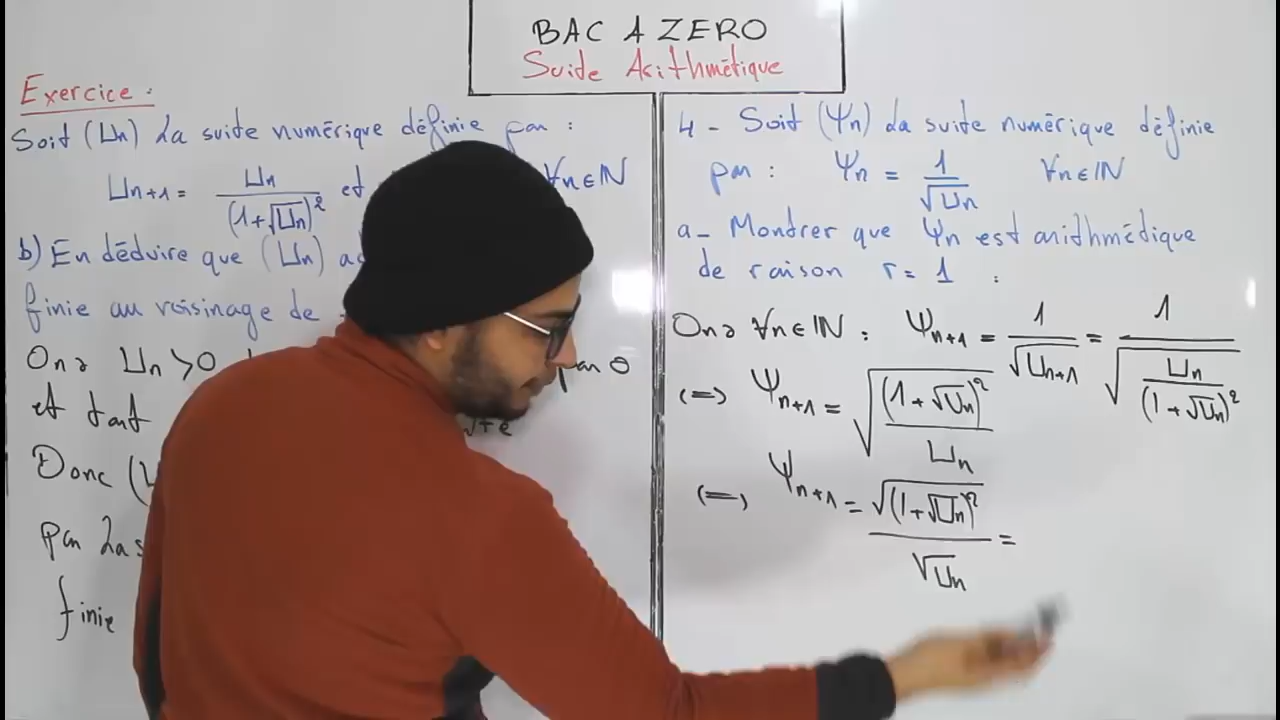 BAC A ZERO
Suite Arithmétique
Exercice :
Soit (Un) la suite numérique définie par :
Un+1 = Un / (1+√Un)² et ∀n∈ℕ
b) En déduire que (Un)
finie au voisinage de
On a Un > 0 par 0
et tant
Donc (U
par la s
finie
4 - Soit (Ψn) la suite numérique définie
par : Ψn = 1 / √Un ∀n∈ℕ
a - Montrer que Ψn est arithmétique
de raison r = 1 :
On a ∀n∈ℕ : Ψn+1 = 1 / √Un+1 = 1 / √(Un / (1+√Un)²)
⇔ Ψn+1 = √((1+√Un)² / Un)
⇔ Ψn+1 = √(1+√Un)² / √Un =